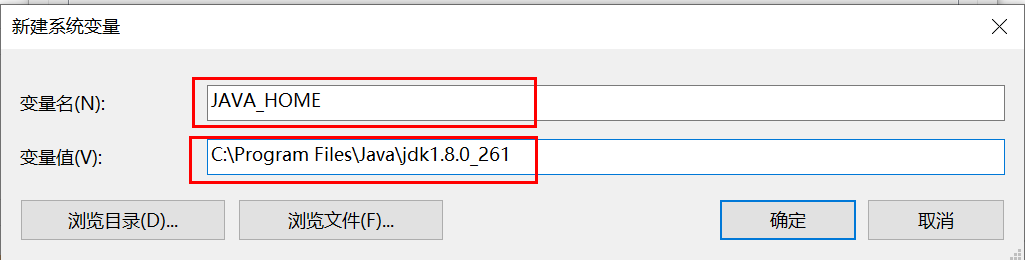 新建系统变量
变量名(N):
JAVA_HOME
变量值(V):
C:\Program Files\Java\jdk1.8.0_261
浏览目录(D)...
浏览文件(F)...
确定
取消